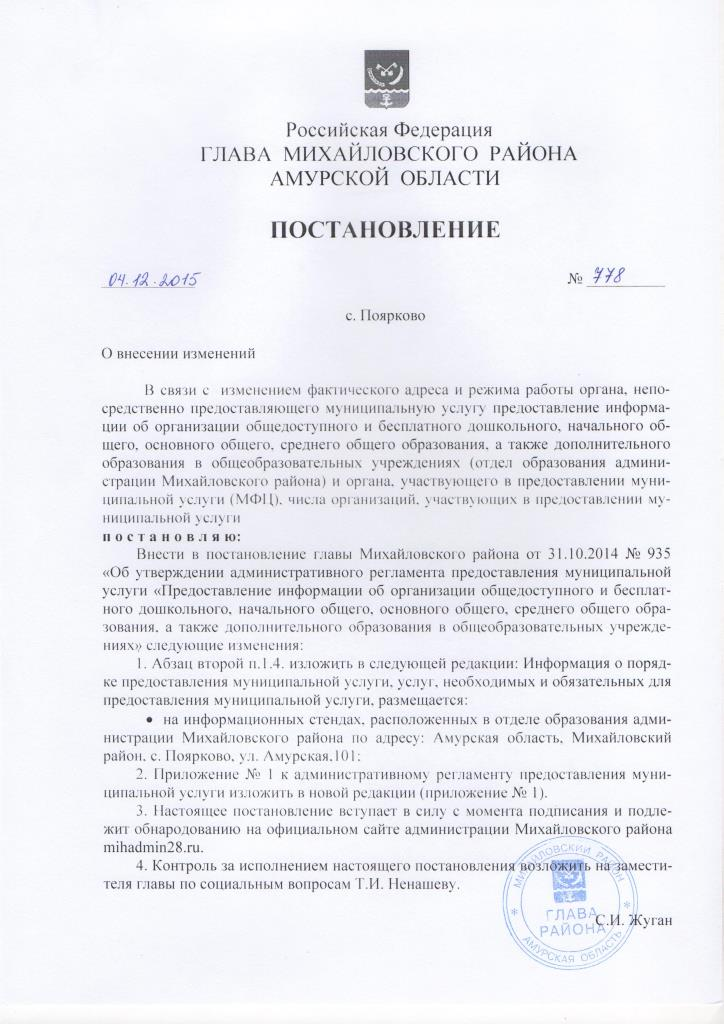 Российская Федерация
ГЛАВА МИХАЙЛОВСКОГО РАЙОНА
АМУРСКОЙ ОБЛАСТИ
ПОСТАНОВЛЕНИЕ
04.12.2015 № 778
с. Поярково
О внесении изменений
В связи с изменением фактического адреса и режима работы органа, непо-
средственно предоставляющего муниципальную услугу предоставление информа-
ции об организации общедоступного и бесплатного дошкольного, начального об-
щего, основного общего, среднего общего образования, а также дополнительного
образования в общеобразовательных учреждениях (отдел образования админи-
страции Михайловского района) и органа, участвующего в предоставлении муни-
ципальной услуги (МФЦ), числа организаций, участвующих в предоставлении му-
ниципальной услуги
п о с т а н о в л я ю:
Внести в постановление главы Михайловского района от 31.10.2014 № 935
«Об утверждении административного регламента предоставления муниципальной
услуги «Предоставление информации об организации общедоступного и бесплат-
ного дошкольного, начального общего, основного общего, среднего общего обра-
зования, а также дополнительного образования в общеобразовательных учрежде-
ниях» следующие изменения:
1. Абзац второй п.1.4. изложить в следующей редакции: Информация о поряд-
ке предоставления муниципальной услуги, услуг, необходимых и обязательных для
предоставления муниципальной услуги, размещается:
• на информационных стендах, расположенных в отделе образования адми-
нистрации Михайловского района по адресу: Амурская область, Михайловский
район, с. Поярково, ул. Амурская,101;
2. Приложение № 1 к административному регламенту предоставления муни-
ципальной услуги изложить в новой редакции (приложение № 1).
3. Настоящее постановление вступает в силу с момента подписания и подле-
жит обнародованию на официальном сайте администрации Михайловского района
mihadmin28.ru.
4. Контроль за исполнением настоящего постановления возложить на замести-
теля главы по социальным вопросам Т.И. Ненашеву.
С.И. Жуган
МИХАЙЛОВСКИЙ РАЙОН
ГЛАВА
РАЙОНА
АМУРСКАЯ ОБЛАСТЬ